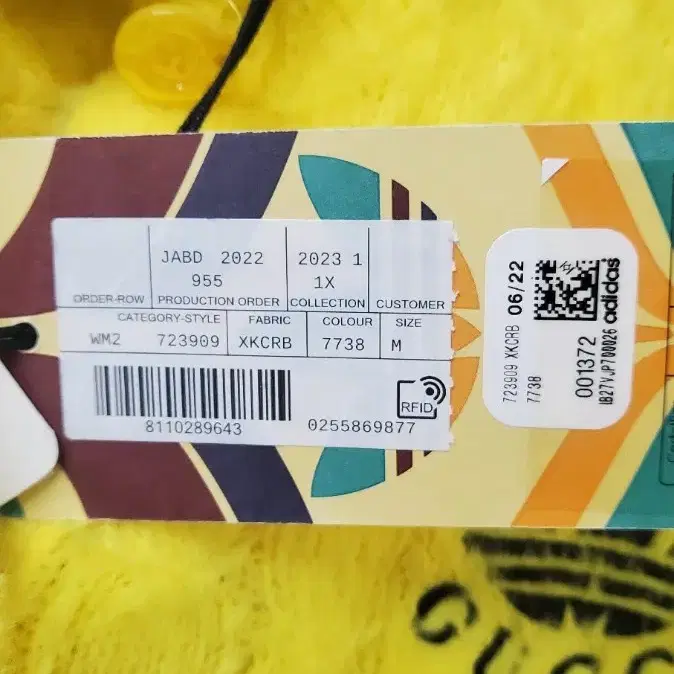 JABD 2022
955
2023 1
1X
ORDER-ROW
PRODUCTION ORDER
COLLECTION
CUSTOMER
CATEGORY-STYLE
FABRIC
COLOUR
SIZE
WM2 723909
XKCRB
7738
M
8110289643
0255869877
RFID
723909 XKCRB
7738
06/22
001372
adidas
GUCC